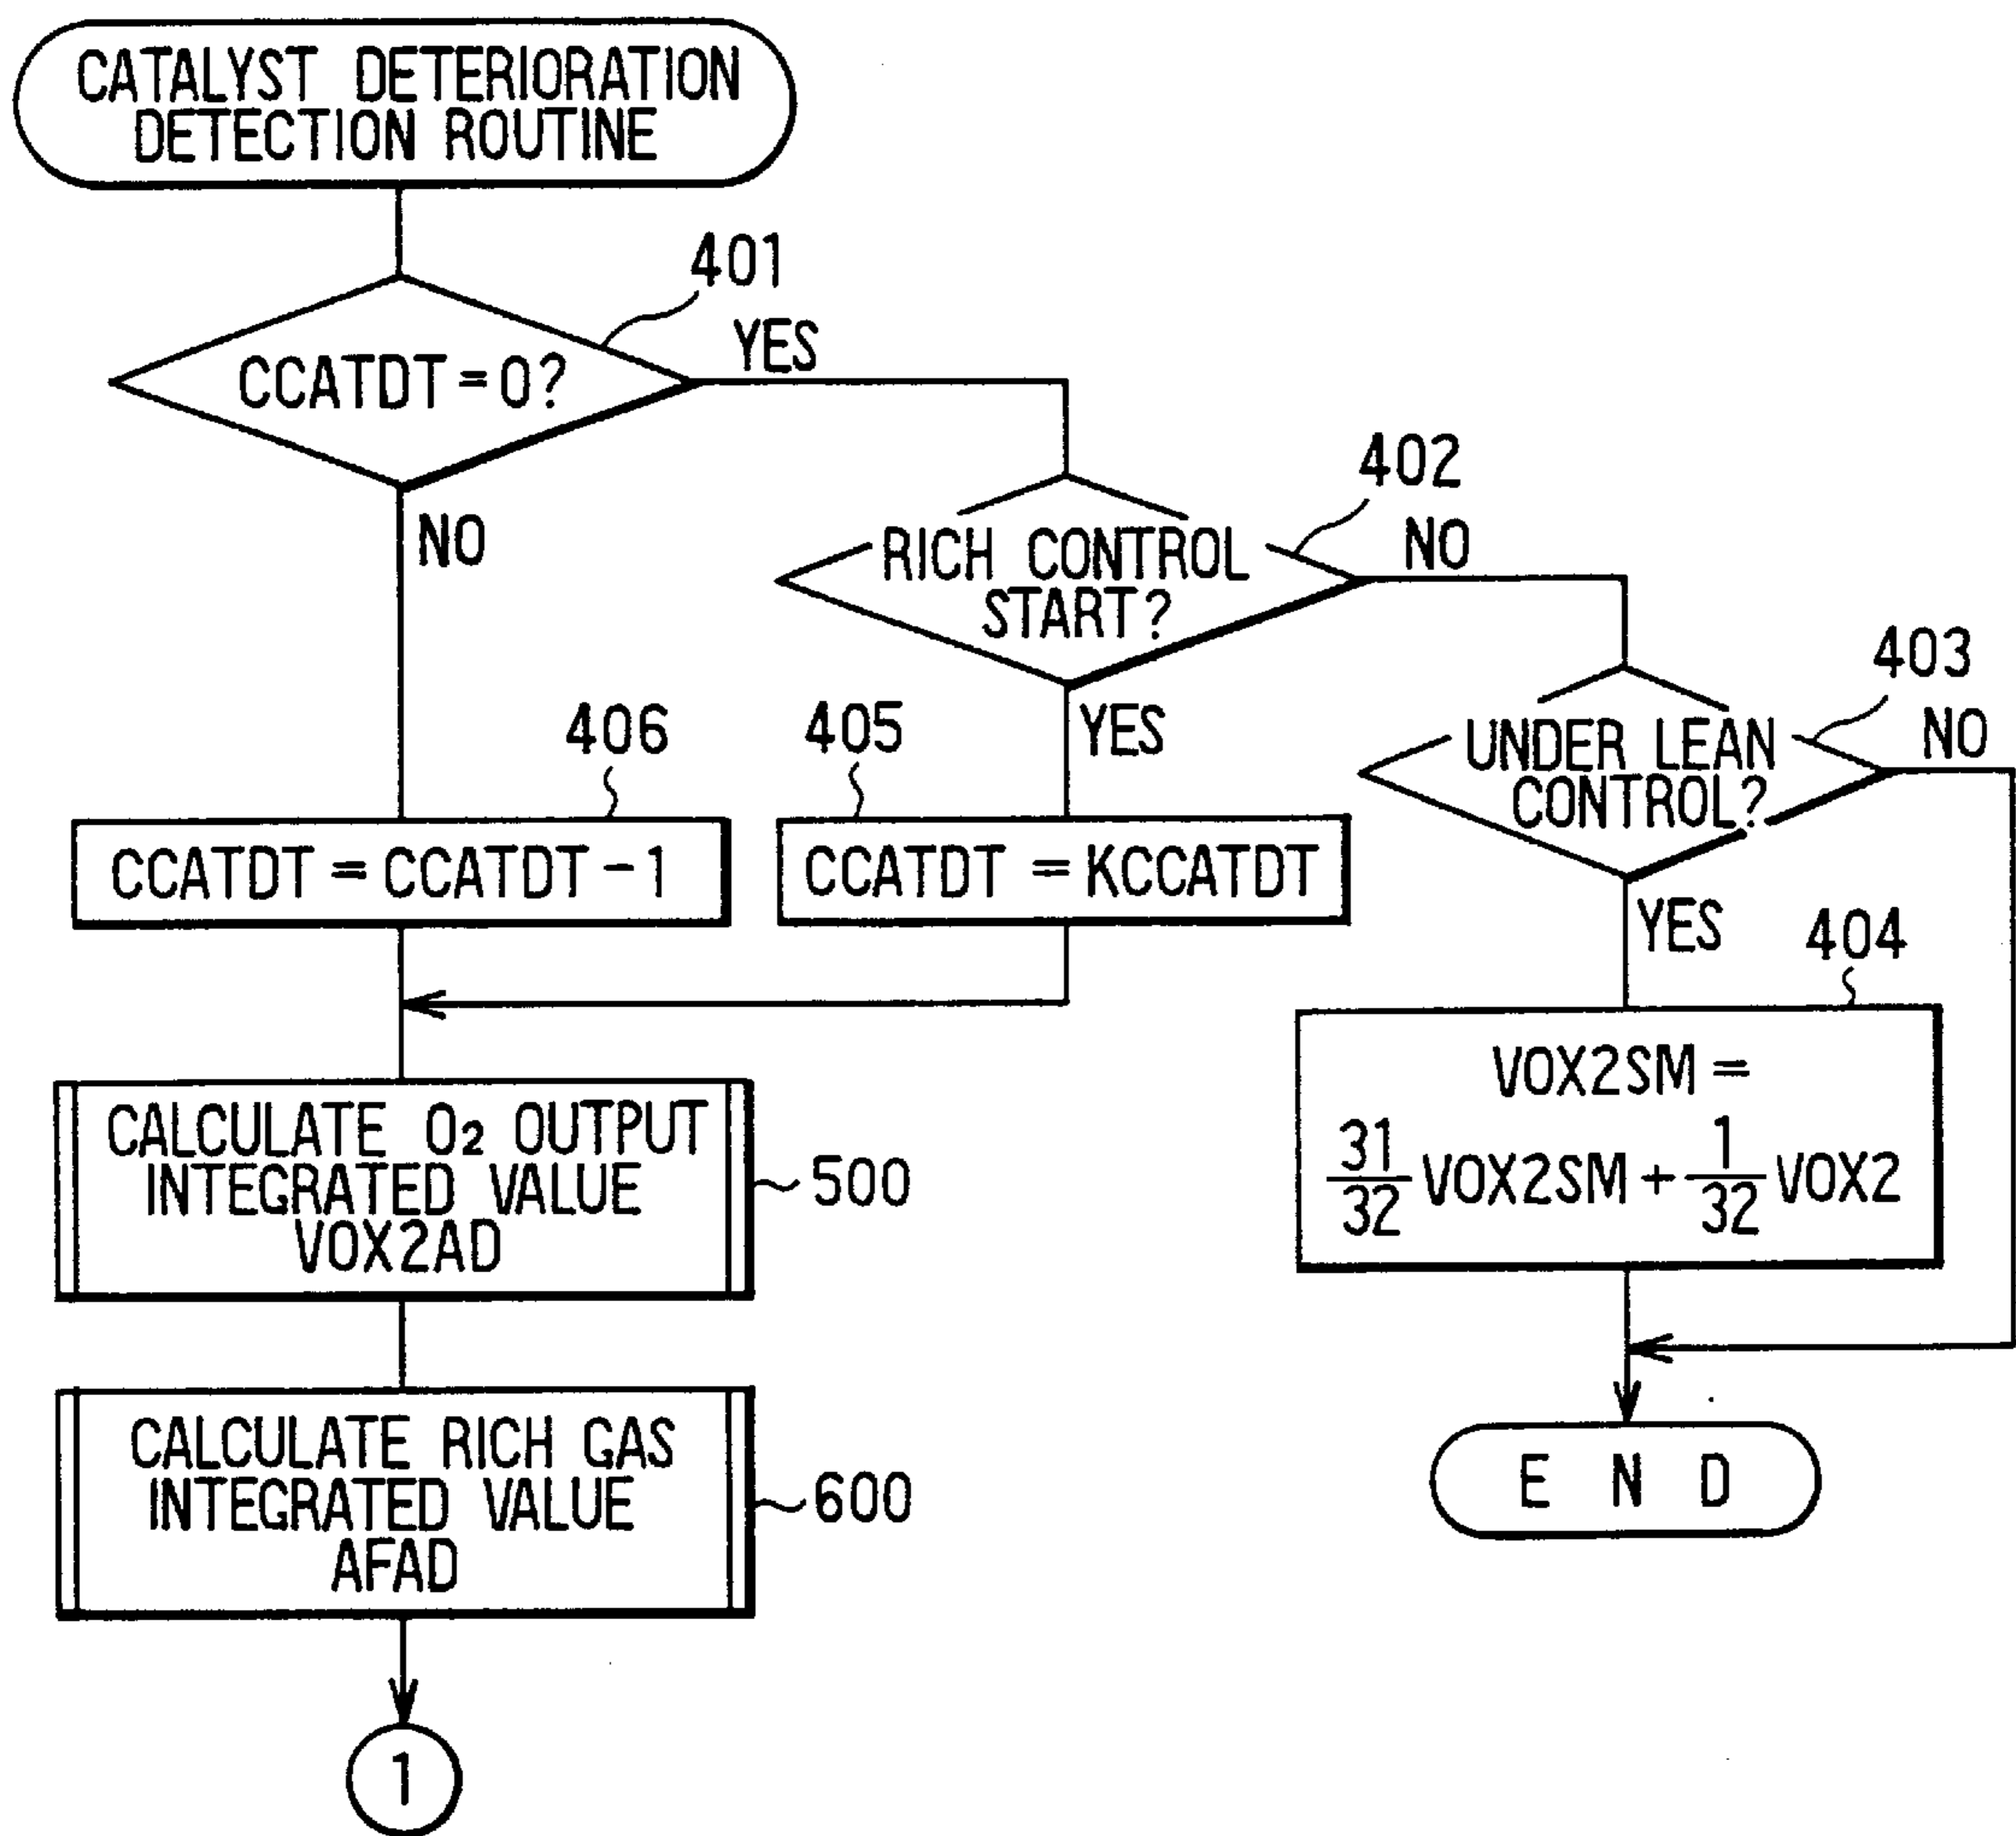 CATALYST DETERIORATION
DETECTION ROUTINE
401
CCATDT = 0?
YES
NO
402
RICH CONTROL
START?
NO
YES
403
UNDER LEAN
CONTROL?
NO
YES
406
CCATDT = CCATDT - 1
405
CCATDT = KCCATDT
404
VOX2SM =
31/32 VOX2SM + 1/32 VOX2
CALCULATE O2 OUTPUT
INTEGRATED VALUE
VOX2AD
500
CALCULATE RICH GAS
INTEGRATED VALUE
AFAD
600
END
1